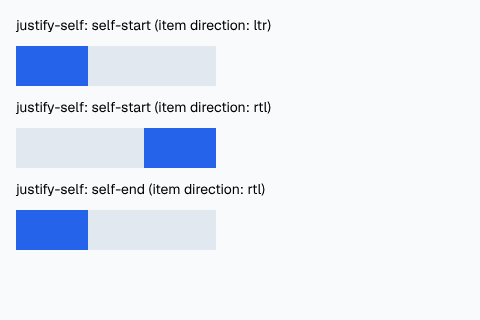 justify-self: self-start (item direction: ltr)
justify-self: self-start (item direction: rtl)
justify-self: self-end (item direction: rtl)